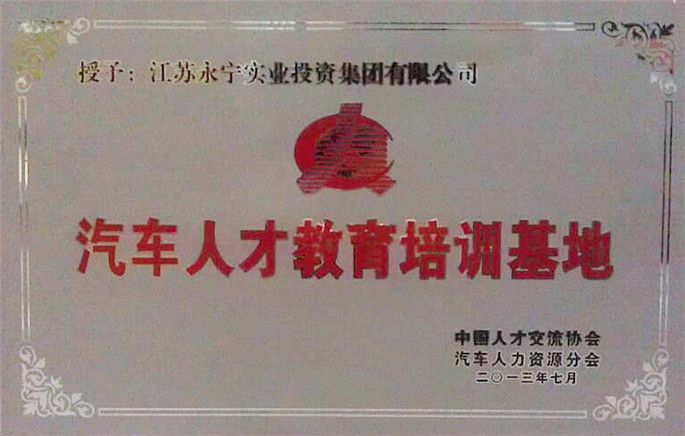 授予：江苏永宁实业投资集团有限公司
汽车人才教育培训基地
中国人才交流协会
汽车人力资源分会
二〇一三年七月